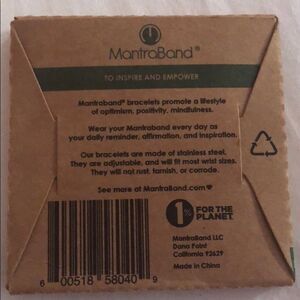 MantraBand®
TO INSPIRE AND EMPOWER
Mantraband® bracelets promote a lifestyle
of optimism, positivity, mindfulness.
Wear your Mantraband every day as
your daily reminder, affirmation, and inspiration.
Our bracelets are made of stainless steel.
They are adjustable, and will fit most wrist sizes.
They will not rust, tarnish, or corrode.
See more at MantraBand.com
1% FOR THE
PLANET
MantraBand LLC
Dana Point
California 92629
Made in China
6 00518 58040 9